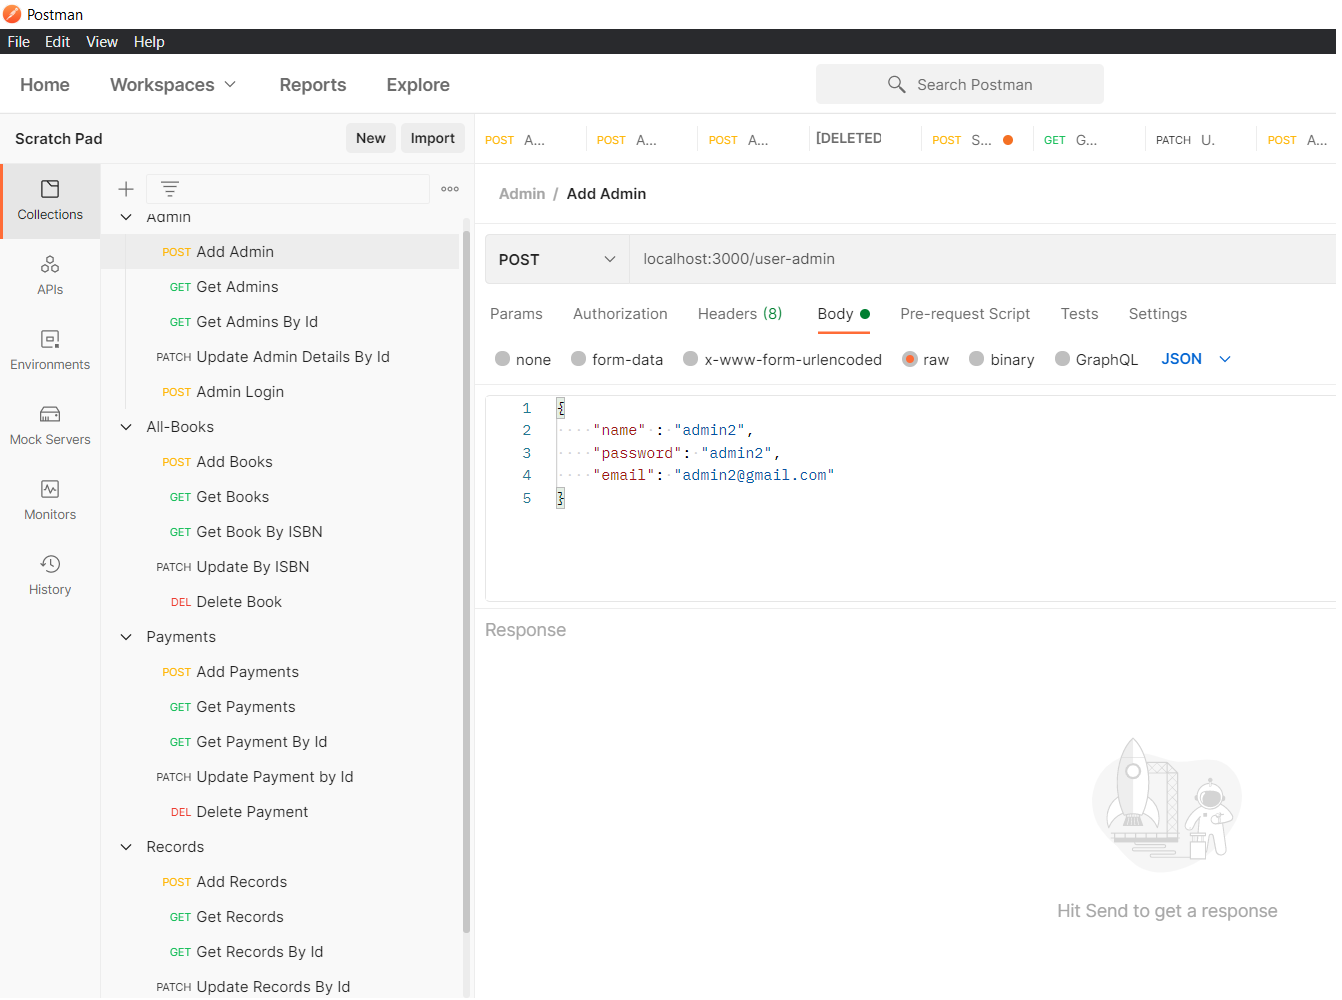 Postman
File Edit View Help
Home Workspaces Reports Explore Search Postman
Scratch Pad New Import
POST A... POST A... POST A... [DELETED POST S... GET G... PATCH U. POST A...
Collections
APIs
Environments
Mock Servers
Monitors
History
Admin
POST Add Admin
GET Get Admins
GET Get Admins By Id
PATCH Update Admin Details By Id
POST Admin Login
All-Books
POST Add Books
GET Get Books
GET Get Book By ISBN
PATCH Update By ISBN
DEL Delete Book
Payments
POST Add Payments
GET Get Payments
GET Get Payment By Id
PATCH Update Payment by Id
DEL Delete Payment
Records
POST Add Records
GET Get Records
GET Get Records By Id
PATCH Update Records By Id
Admin / Add Admin
POST localhost:3000/user-admin
Params Authorization Headers (8) Body Pre-request Script Tests Settings
none form-data x-www-form-urlencoded raw binary GraphQL JSON
1 {
2 "name" : "admin2",
3 "password": "admin2",
4 "email": "admin2@gmail.com"
5 }
Response
Hit Send to get a response